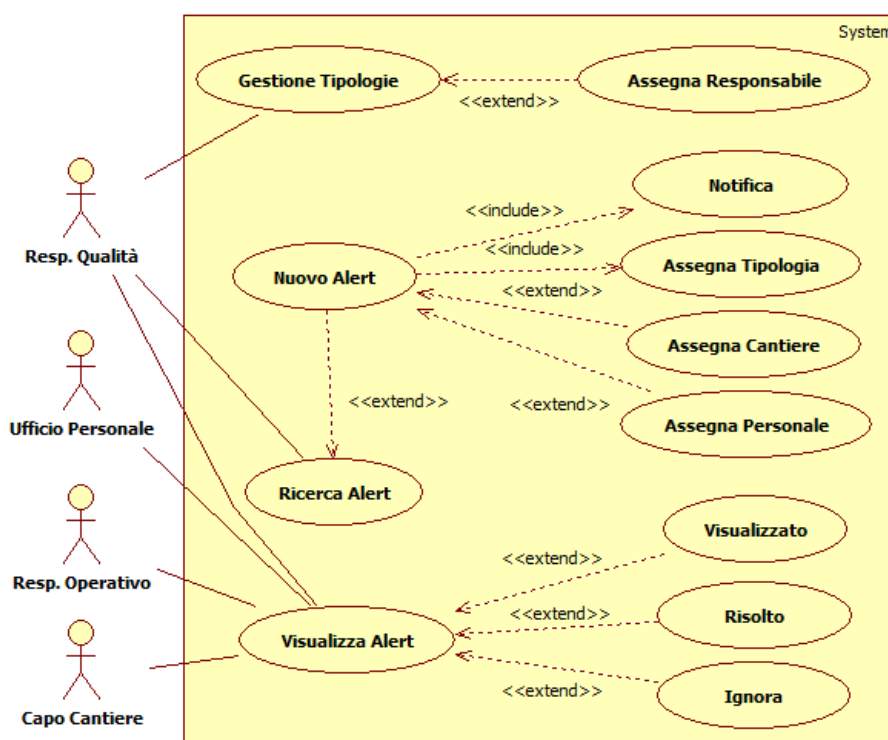 System
Gestione Tipologie
Assegna Responsabile
<<extend>>
Notifica
<<include>>
Resp. Qualità
<<include>>
Assegna Tipologia
Nuovo Alert
<<extend>>
Assegna Cantiere
Ufficio Personale
<<extend>>
<<extend>>
Assegna Personale
Ricerca Alert
Visualizzato
<<extend>>
Resp. Operativo
<<extend>>
Risolto
Visualizza Alert
<<extend>>
Ignora
Capo Cantiere